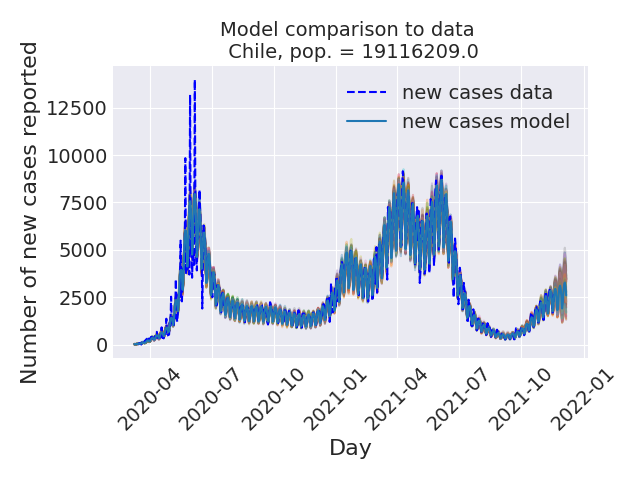 Model comparison to data
Chile, pop. = 19116209.0
new cases data
new cases model
Number of new cases reported
12500
10000
7500
5000
2500
0
2020-04
2020-07
2020-10
2021-01
2021-04
2021-07
2021-10
2022-01
Day